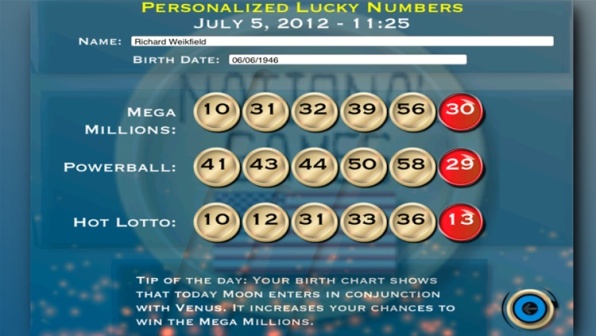 Personalized Lucky Numbers
July 5, 2012 - 11:25
Name: Richard Weikfield
Birth Date: 06/06/1946
Mega Millions: 10 31 32 39 56 30
Powerball: 41 43 44 50 58 29
Hot Lotto: 10 12 31 33 36 13
Tip of the day: Your birth chart shows
that today Moon enters in conjunction
with Venus. It increases your chances to
win the Mega Millions.